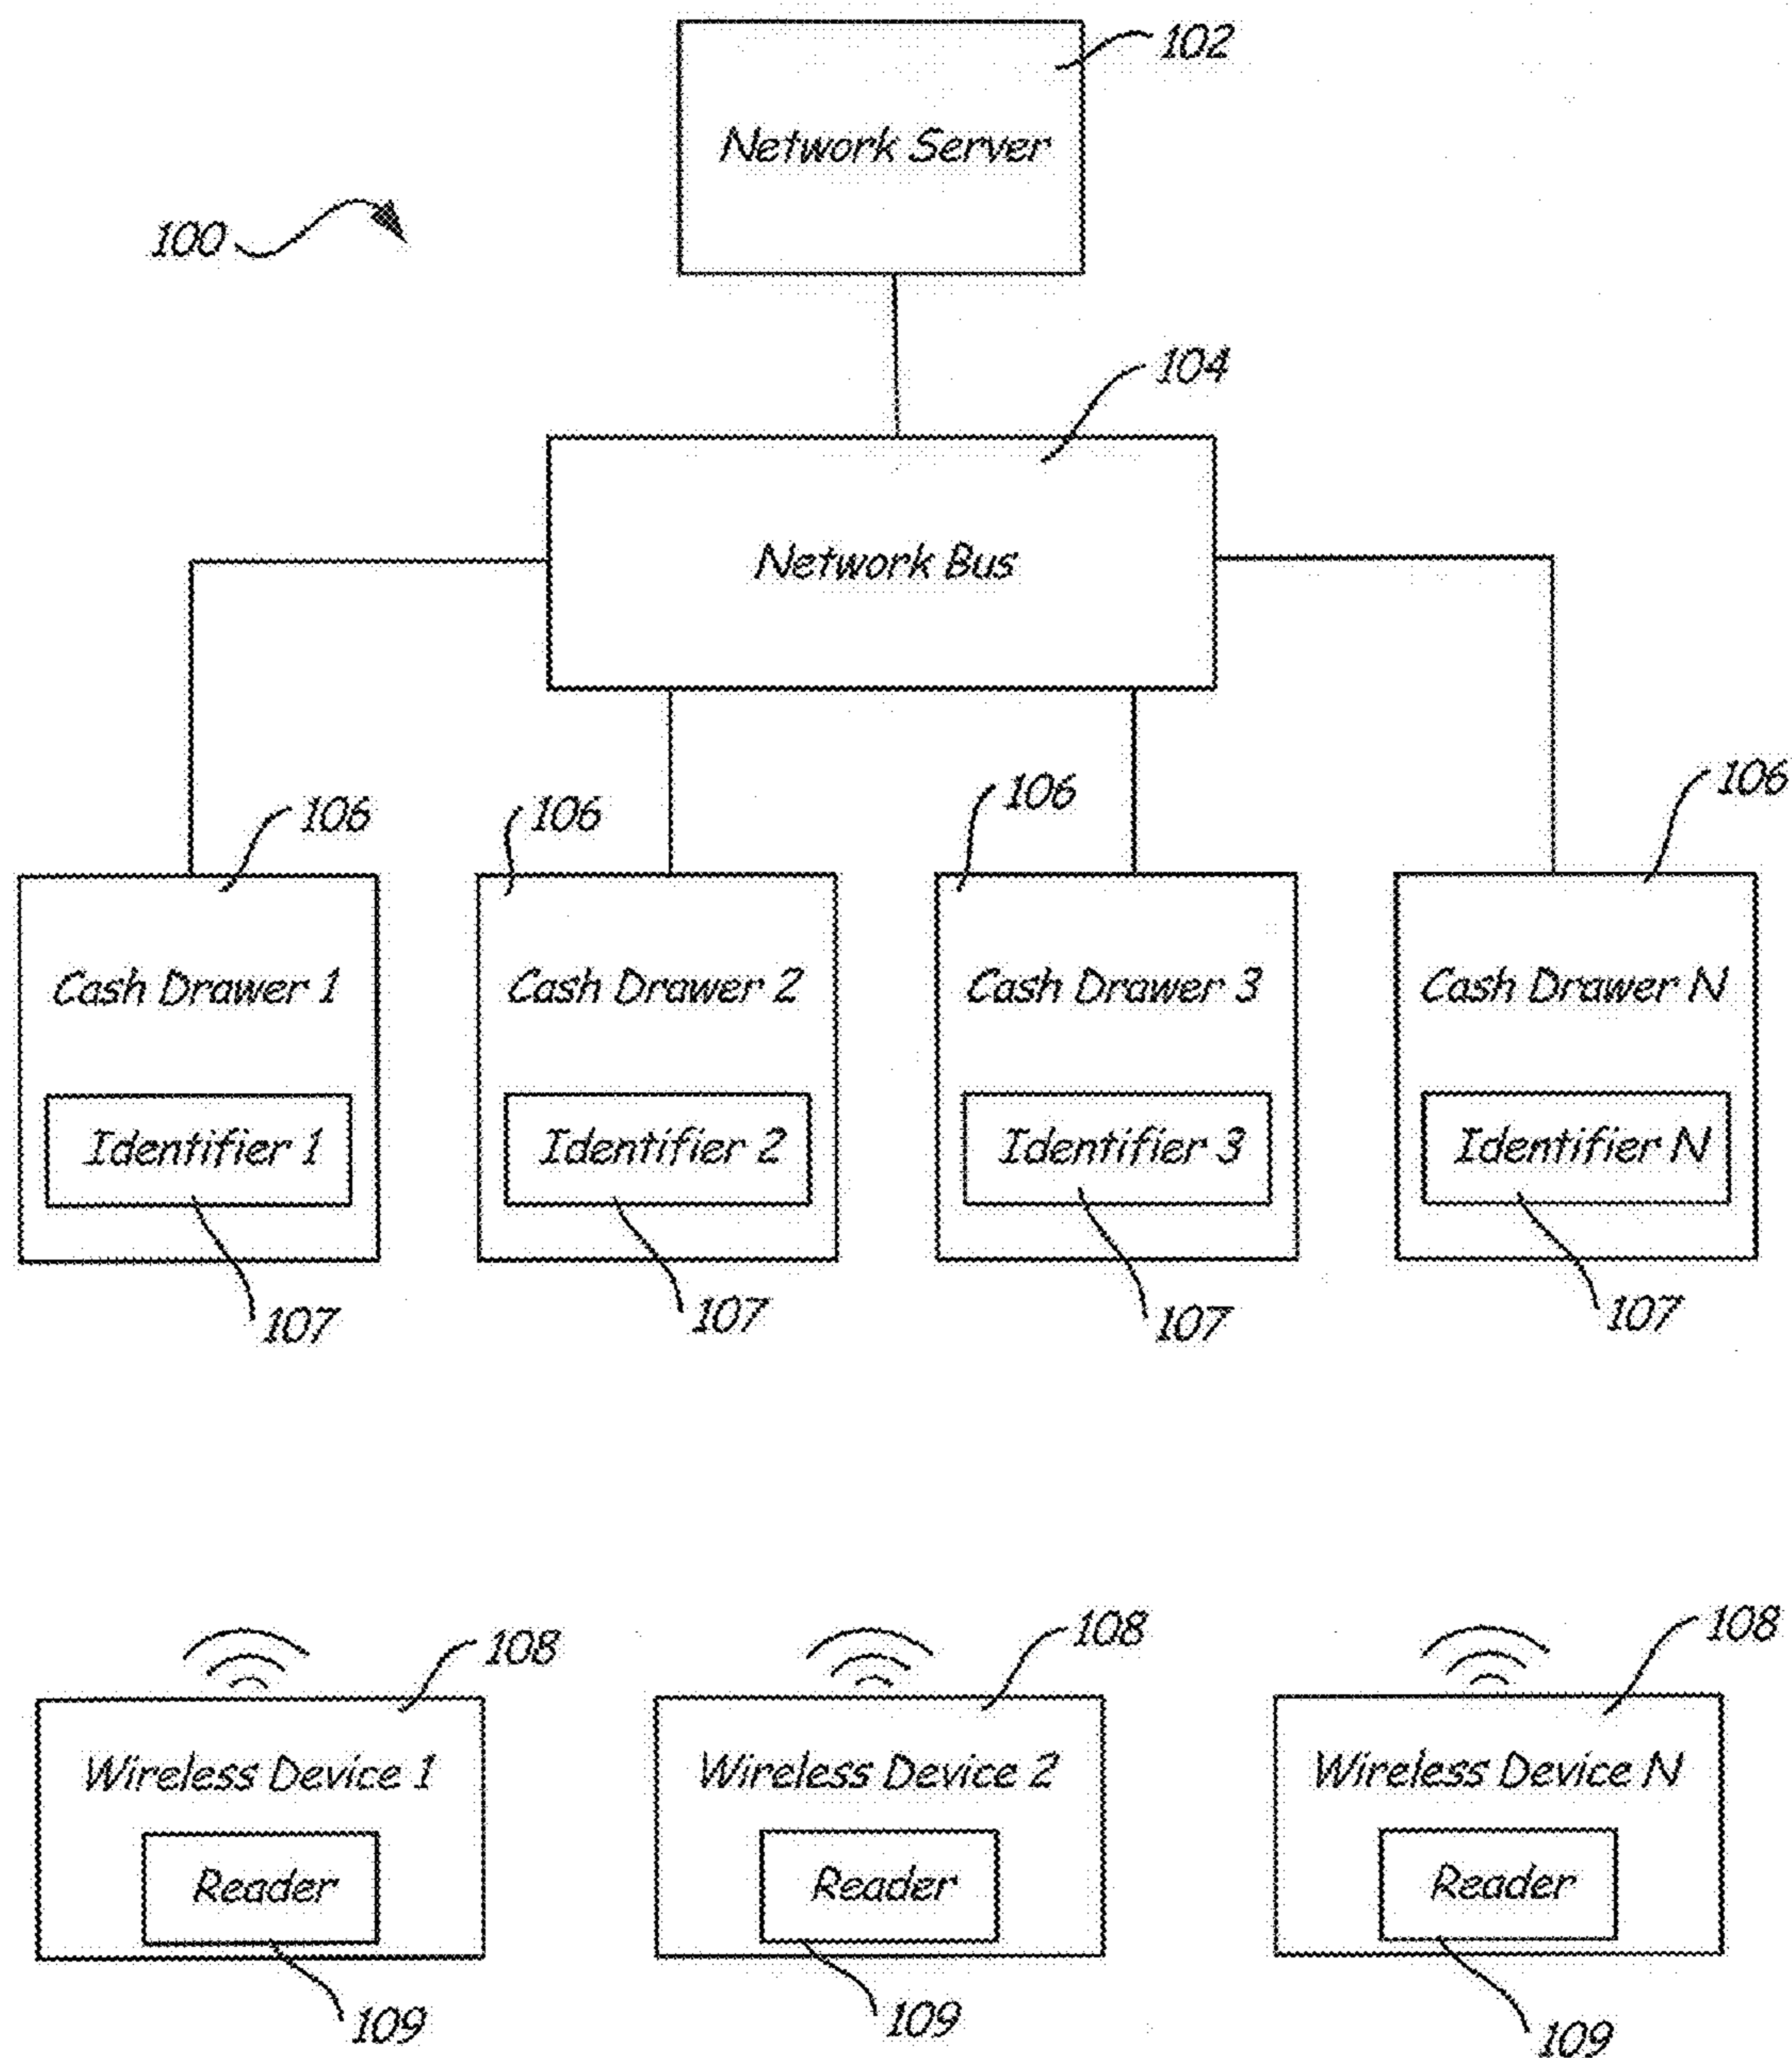 102
Network Server
100
104
Network Bus
106
106
106
106
Cash Drawer 1
Cash Drawer 2
Cash Drawer 3
Cash Drawer N
Identifier 1
Identifier 2
Identifier 3
Identifier N
107
107
107
107
108
108
108
Wireless Device 1
Wireless Device 2
Wireless Device N
Reader
Reader
Reader
109
109
109